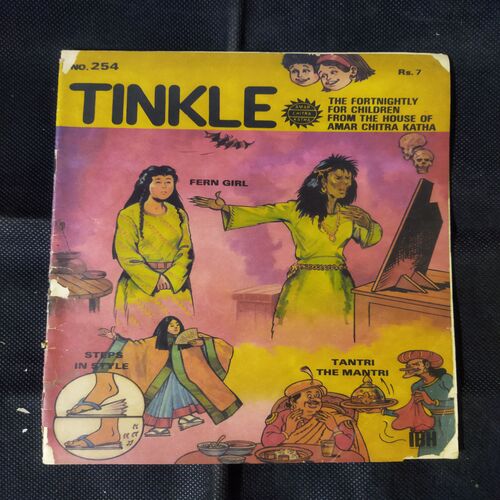 NO. 254
Rs. 7
TINKLE
AMAR
CHITRA
KATHA
THE FORTNIGHTLY
FOR CHILDREN
FROM THE HOUSE OF
AMAR CHITRA KATHA
FERN GIRL
STEPS
IN STYLE
TANTRI
THE MANTRI
IBH